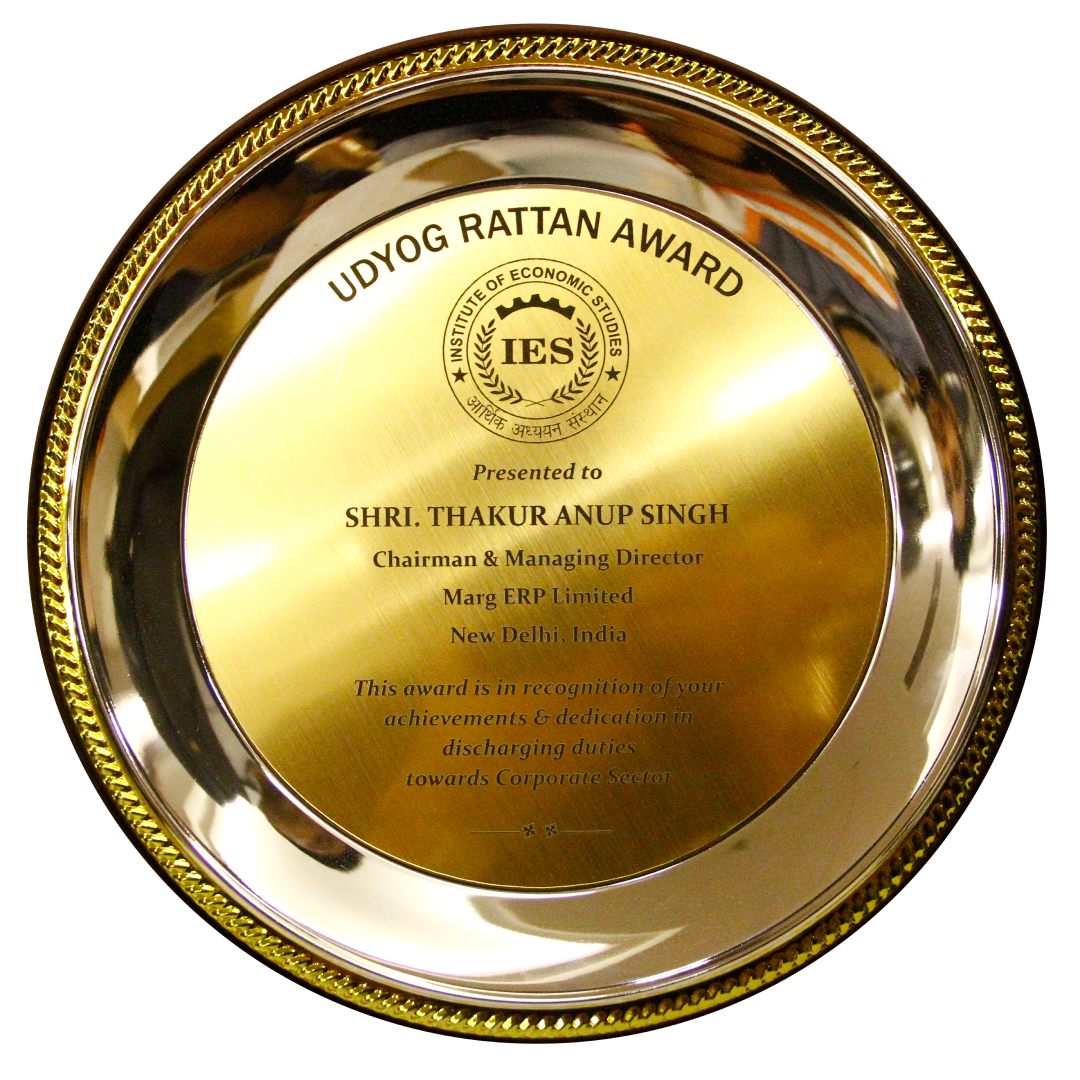 UDYOG RATTAN AWARD
INSTITUTE OF ECONOMIC STUDIES
IES
आर्थिक अध्ययन संस्थान
Presented to
SHRI. THAKUR ANUP SINGH
Chairman & Managing Director
Marg ERP Limited
New Delhi, India
This award is in recognition of your
achievements & dedication in
discharging duties
towards Corporate Sector